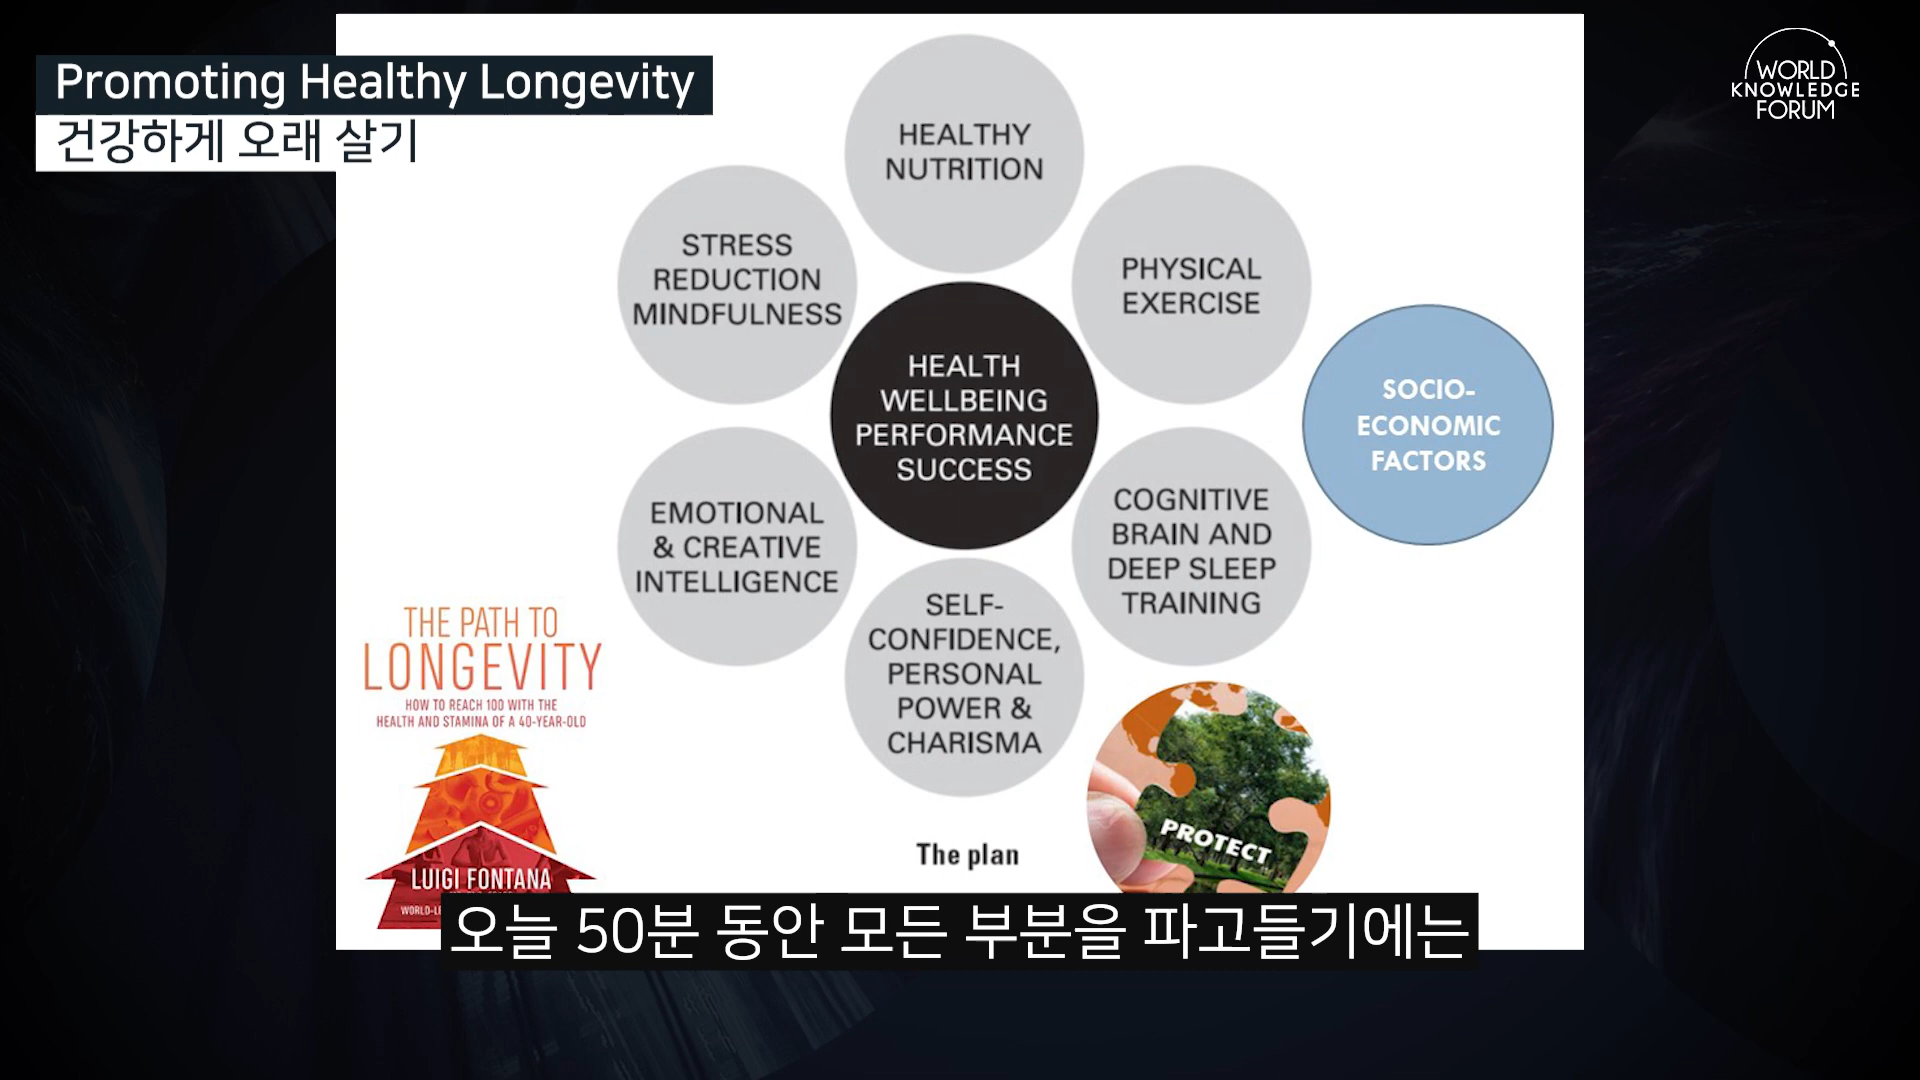 Promoting Healthy Longevity
건강하게 오래 살기
WORLD
KNOWLEDGE
FORUM
HEALTHY
NUTRITION
STRESS
REDUCTION
MINDFULNESS
PHYSICAL
EXERCISE
HEALTH
WELLBEING
PERFORMANCE
SUCCESS
SOCIO-
ECONOMIC
FACTORS
EMOTIONAL
& CREATIVE
INTELLIGENCE
COGNITIVE
BRAIN AND
DEEP SLEEP
TRAINING
SELF-
CONFIDENCE,
PERSONAL
POWER &
CHARISMA
THE PATH TO
LONGEVITY
HOW TO REACH 100 WITH THE
HEALTH AND STAMINA OF A 40-YEAR-OLD
LUIGI FONTANA
The plan
PROTECT
오늘 50분 동안 모든 부분을 파고들기에는